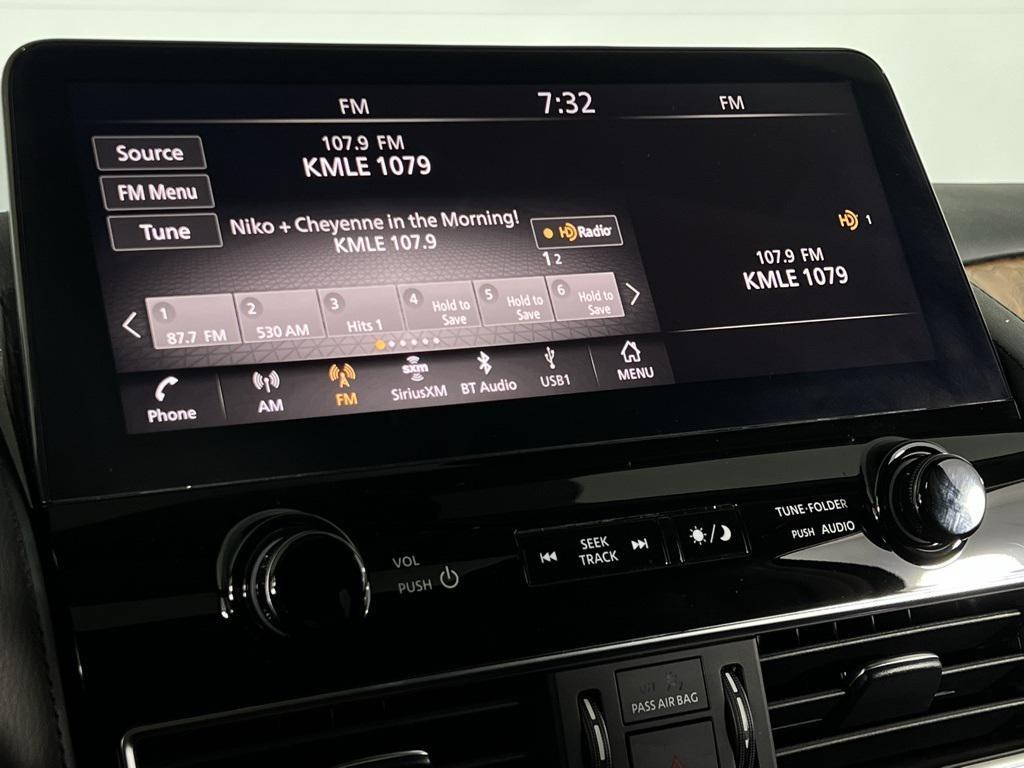 FM 7:32 FM
Source
107.9 FM
KMLE 1079
FM Menu
Tune
Niko + Cheyenne in the Morning!
KMLE 107.9
HD Radio
1 2
HD 1
107.9 FM
KMLE 1079
1 87.7 FM
2 530 AM
3 Hits 1
4 Hold to Save
5 Hold to Save
6 Hold to Save
Phone
AM
FM
sxm
SiriusXM
BT Audio
USB1
MENU
VOL
PUSH
SEEK
TRACK
TUNE·FOLDER
PUSH AUDIO
PASS AIR BAG